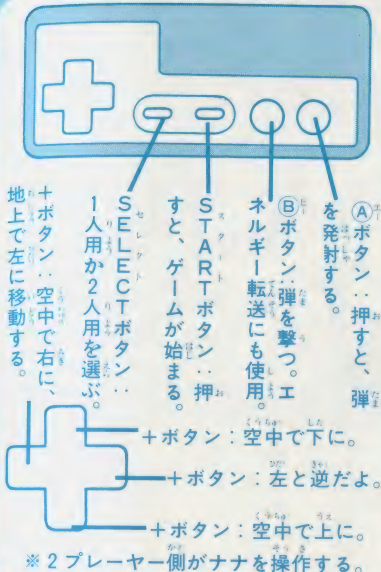 Ⓐボタン：押すと、弾
を発射する。
Ⓑボタン：弾を撃つ。エ
ネルギー転送にも使用。
STARTボタン：押
すと、ゲームが始まる。
SELECTボタン：
1人用か2人用を選ぶ。
＋ボタン：空中で右に、
地上で左に移動する。
＋ボタン：空中で下に。
＋ボタン：左と逆だよ。
＋ボタン：空中で上に。
※2プレーヤー側がナナを操作する。